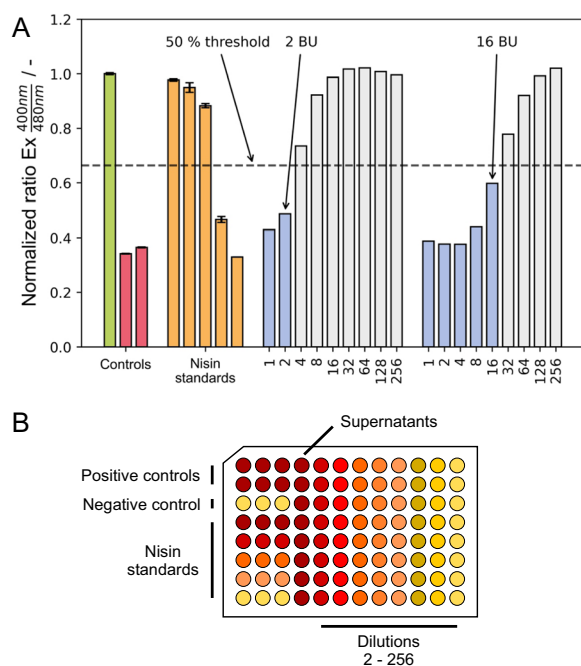 A
50 % threshold
2 BU
16 BU
Normalized ratio Ex 400nm/480nm / -
1.2
1.0
0.8
0.6
0.4
0.2
0.0
Controls
Nisin
standards
1 2 4 8 16 32 64 128 256
1 2 4 8 16 32 64 128 256
B
Supernatants
Positive controls
Negative control
Nisin
standards
Dilutions
2 - 256